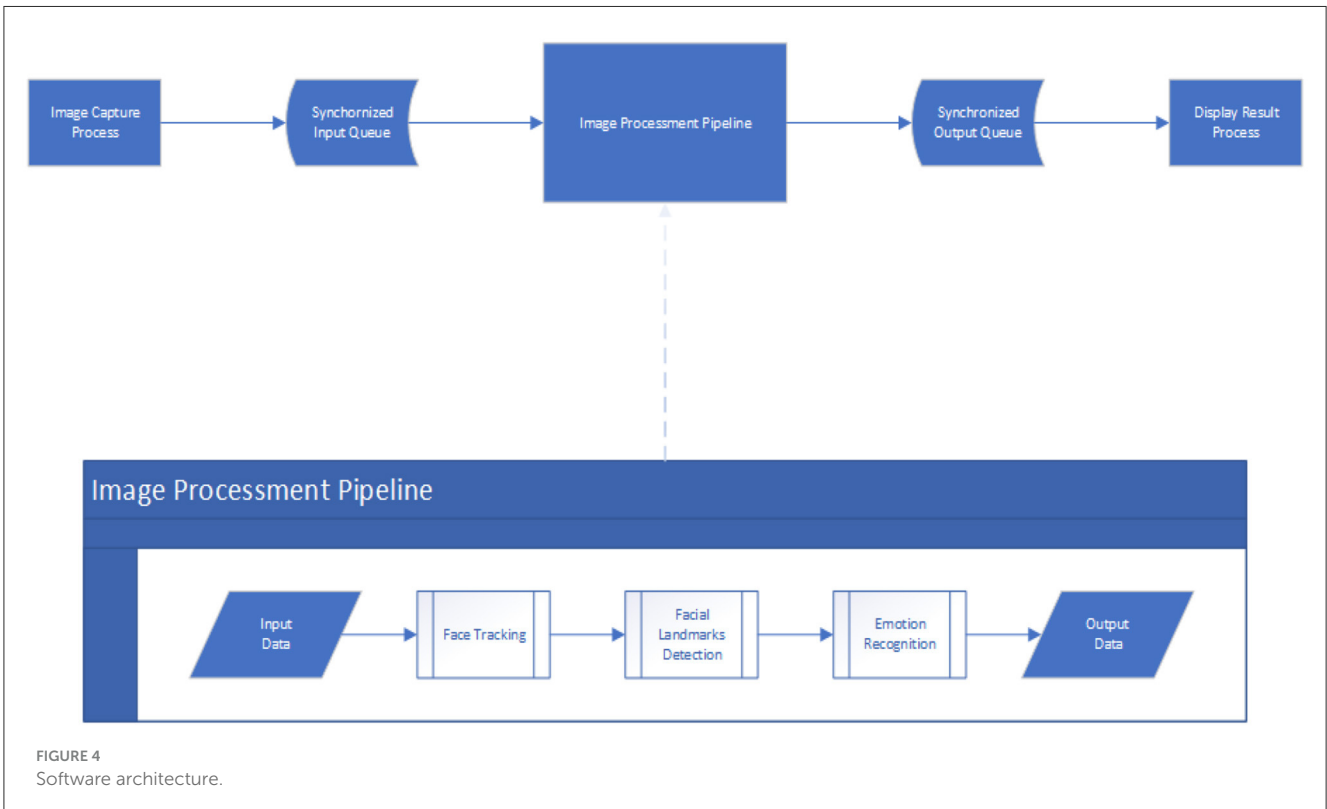 Image Capture
Process
Synchornized
Input Queue
Image Processment Pipeline
Synchronized
Output Queue
Display Result
Process
Image Processment Pipeline
Input
Data
Face Tracking
Facial
Landmarks
Detection
Emotion
Recognition
Output
Data
FIGURE 4
Software architecture.